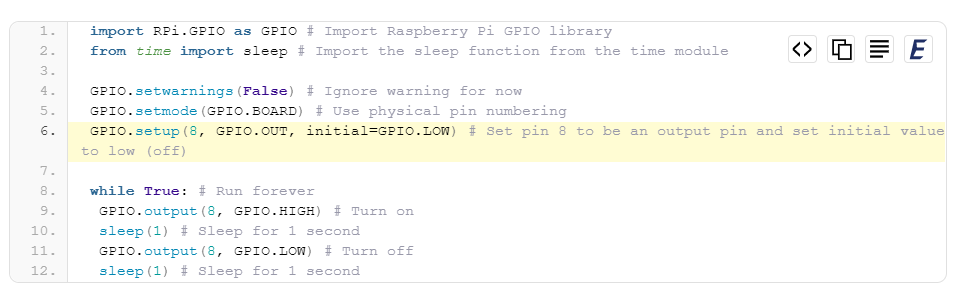 1. import RPi.GPIO as GPIO # Import Raspberry Pi GPIO library
2. from time import sleep # Import the sleep function from the time module
3.
4. GPIO.setwarnings(False) # Ignore warning for now
5. GPIO.setmode(GPIO.BOARD) # Use physical pin numbering
6. GPIO.setup(8, GPIO.OUT, initial=GPIO.LOW) # Set pin 8 to be an output pin and set initial value
to low (off)
7.
8. while True: # Run forever
9.  GPIO.output(8, GPIO.HIGH) # Turn on
10.  sleep(1) # Sleep for 1 second
11.  GPIO.output(8, GPIO.LOW) # Turn off
12.  sleep(1) # Sleep for 1 second
E